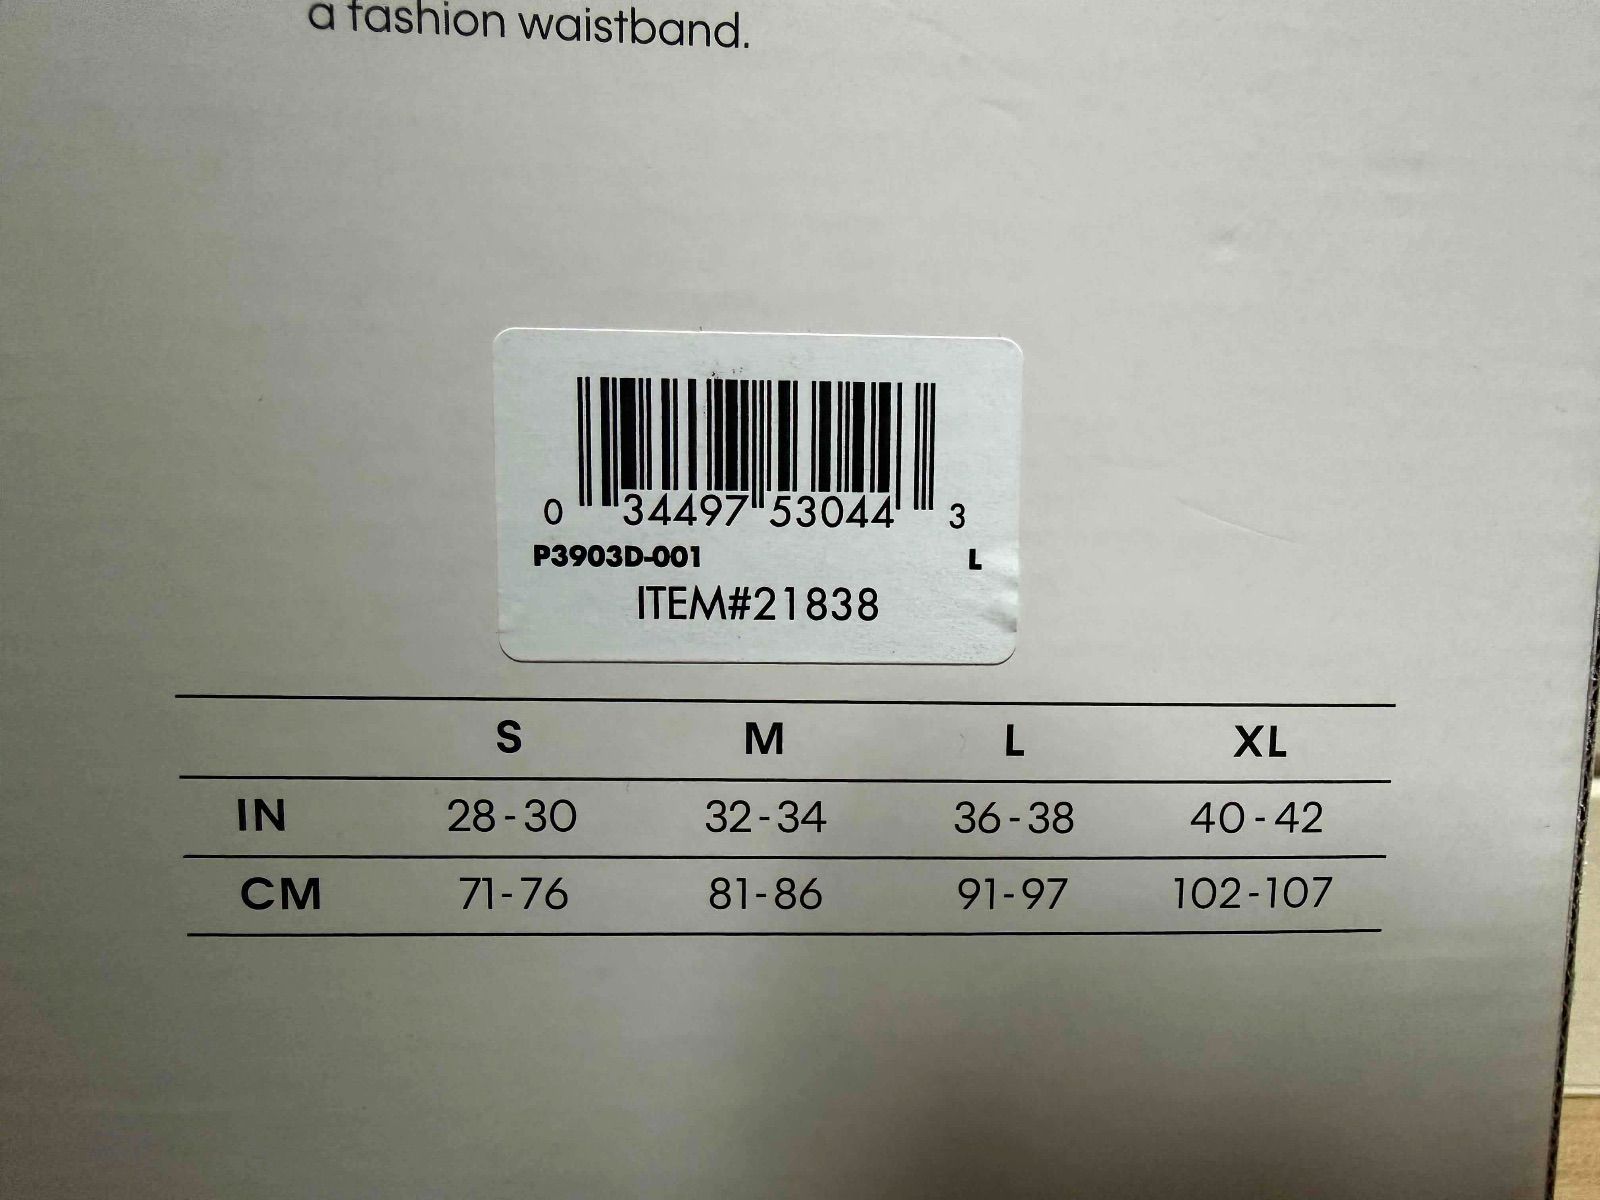 a fashion waistband.
0 34497 53044 3
P3903D-001 L
ITEM#21838
S M L XL
IN 28-30 32-34 36-38 40-42
CM 71-76 81-86 91-97 102-107